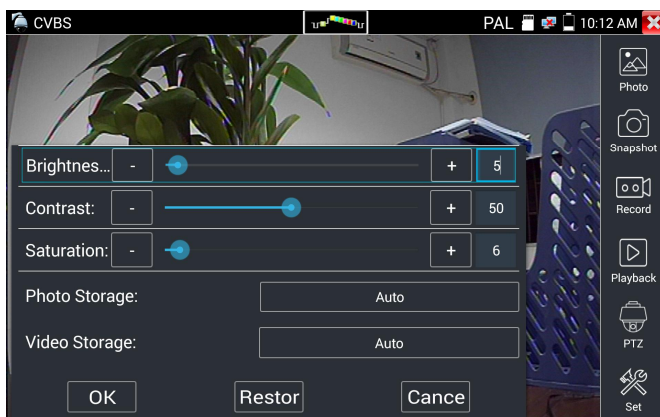 CVBS
PAL
10:12 AM
Photo
Snapshot
Brightnes... - + 5
Contrast: - + 50
Record
Saturation: - + 6
Playback
Photo Storage: Auto
PTZ
Video Storage: Auto
OK Restor Cance
Set